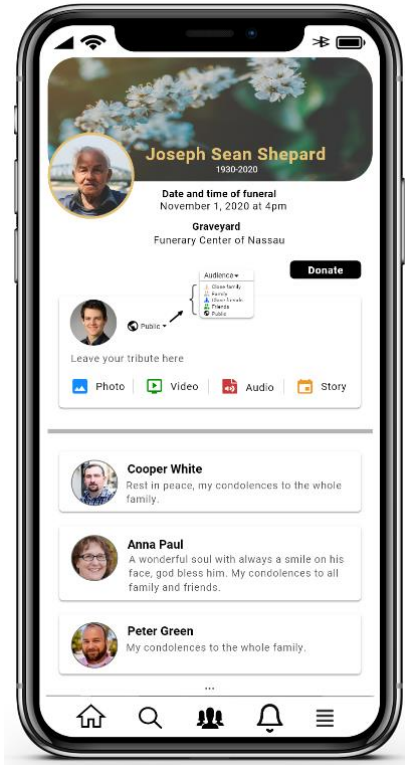 Joseph Sean Shepard
1930-2020
Date and time of funeral
November 1, 2020 at 4pm
Graveyard
Funerary Center of Nassau
Donate
Audience
Close family
Family
Close friends
Friends
Public
Public
Leave your tribute here
Photo
Video
Audio
Story
Cooper White
Rest in peace, my condolences to the whole
family.
Anna Paul
A wonderful soul with always a smile on his
face, god bless him. My condolences to all
family and friends.
Peter Green
My condolences to the whole family.
...